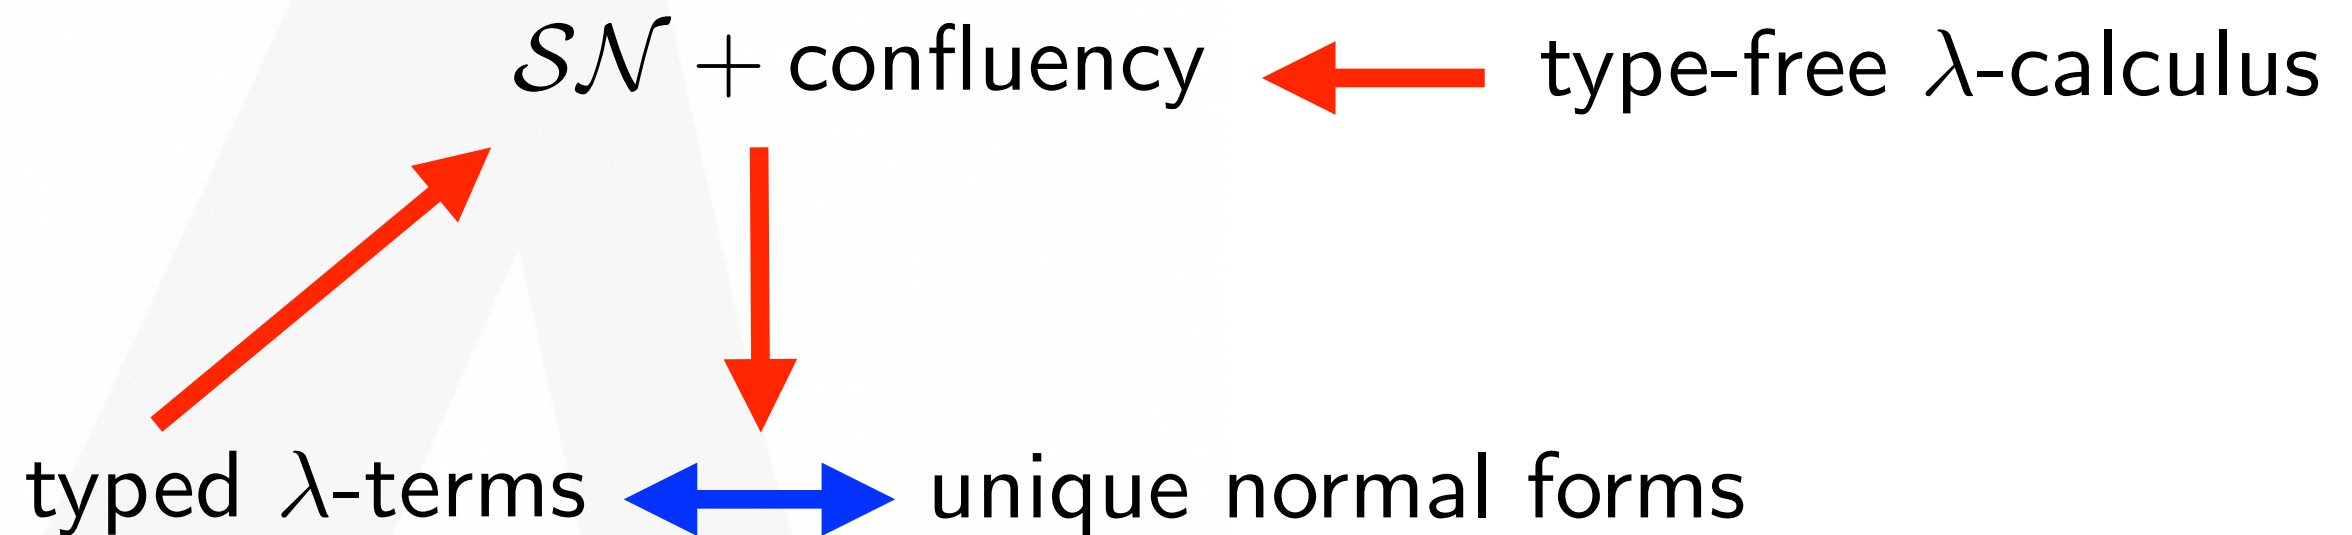 𝒮𝒩 + confluency
type-free λ-calculus
typed λ-terms
unique normal forms